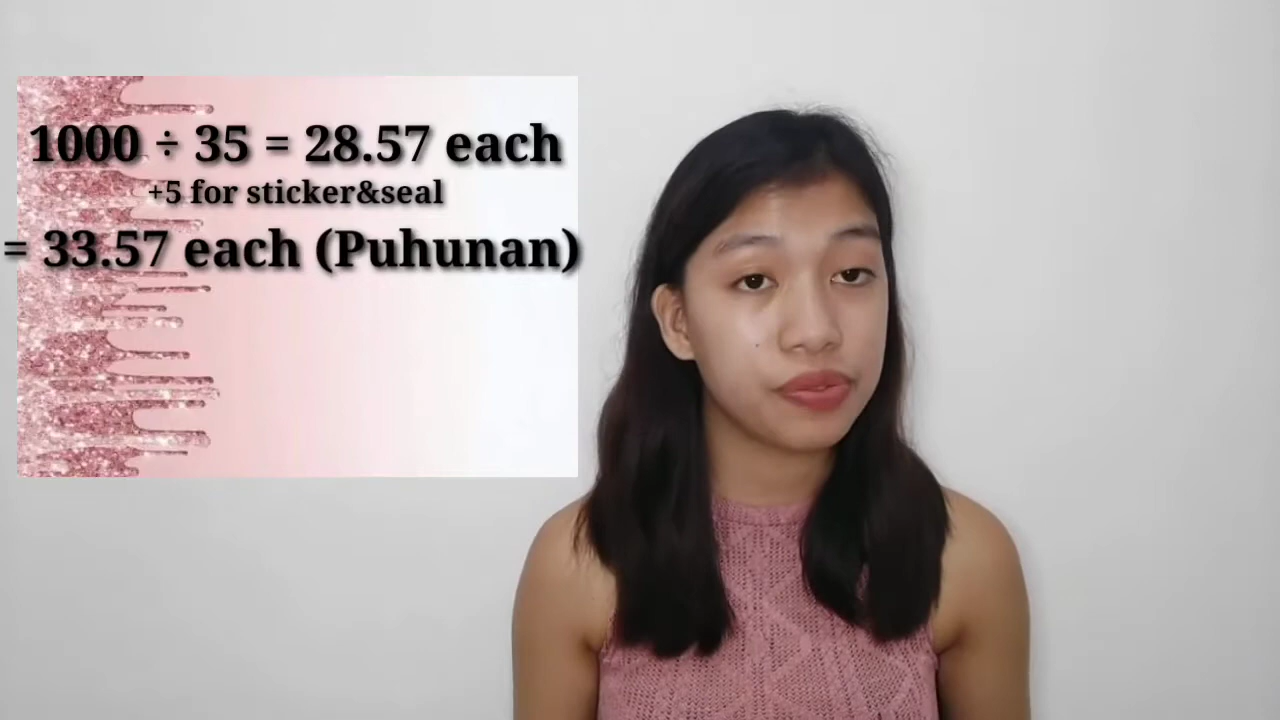 1000 ÷ 35 = 28.57 each
+5 for sticker&seal
= 33.57 each (Puhunan)